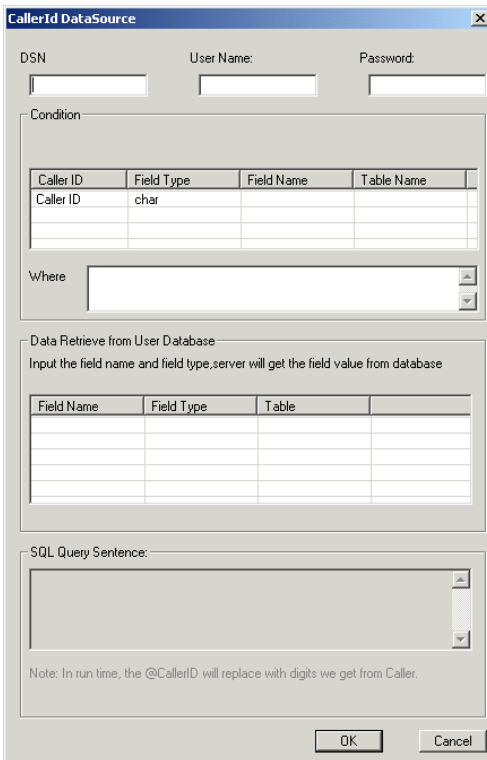 CallerId DataSource
DSN User Name: Password:
Condition
Caller ID Field Type Field Name Table Name
Caller ID char
Where
Data Retrieve from User Database
Input the field name and field type,server will get the field value from database
Field Name Field Type Table
SQL Query Sentence:
Note: In run time, the @CallerID will replace with digits we get from Caller.
OK Cancel